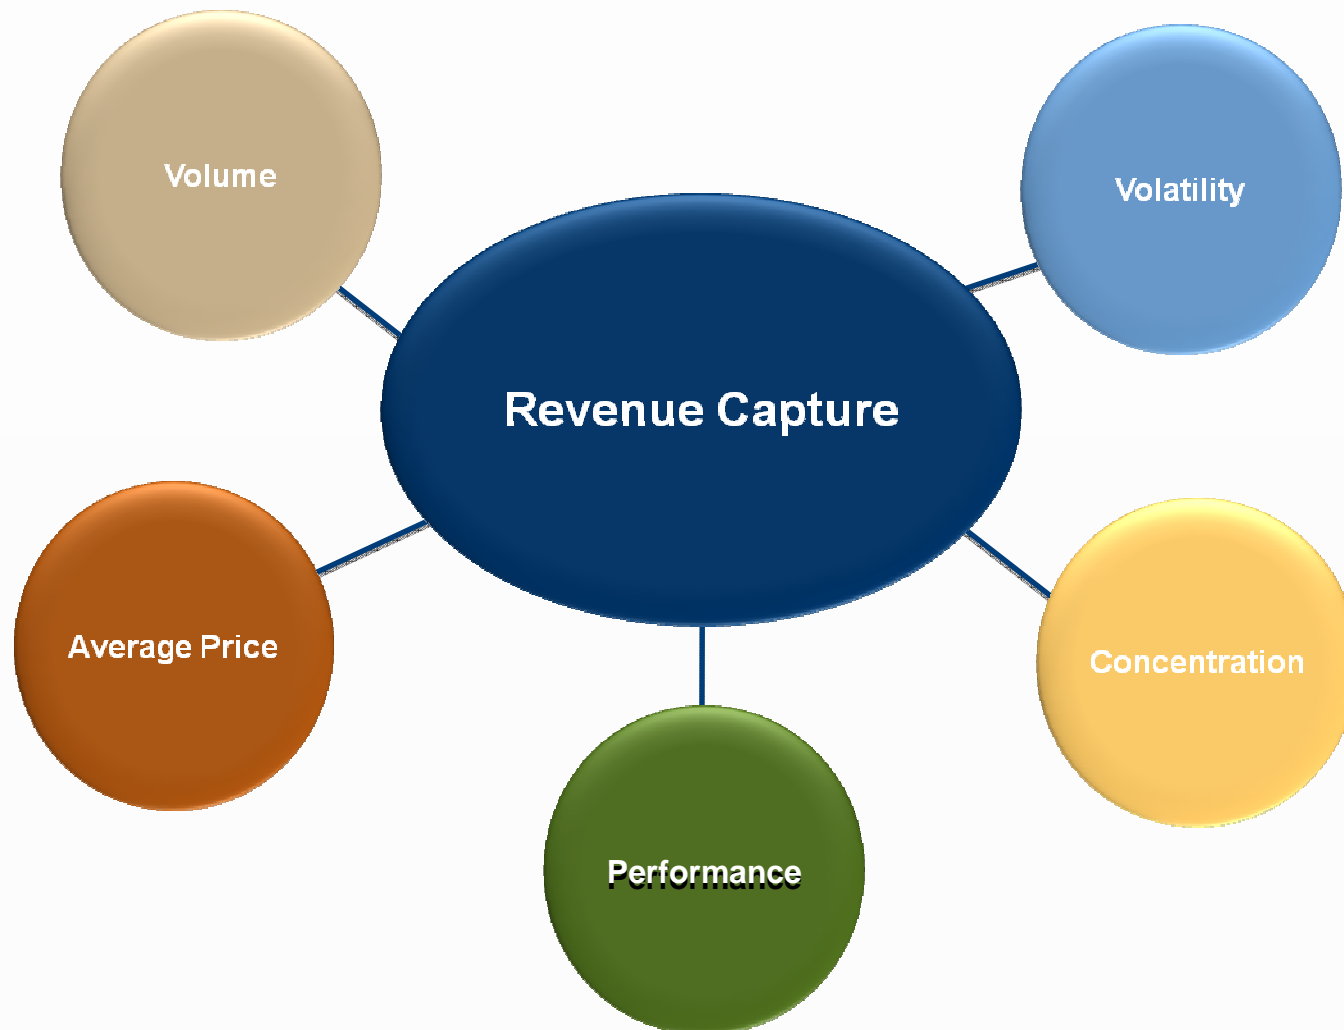 Volume
Volatility
Revenue Capture
Average Price
Concentration
Performance